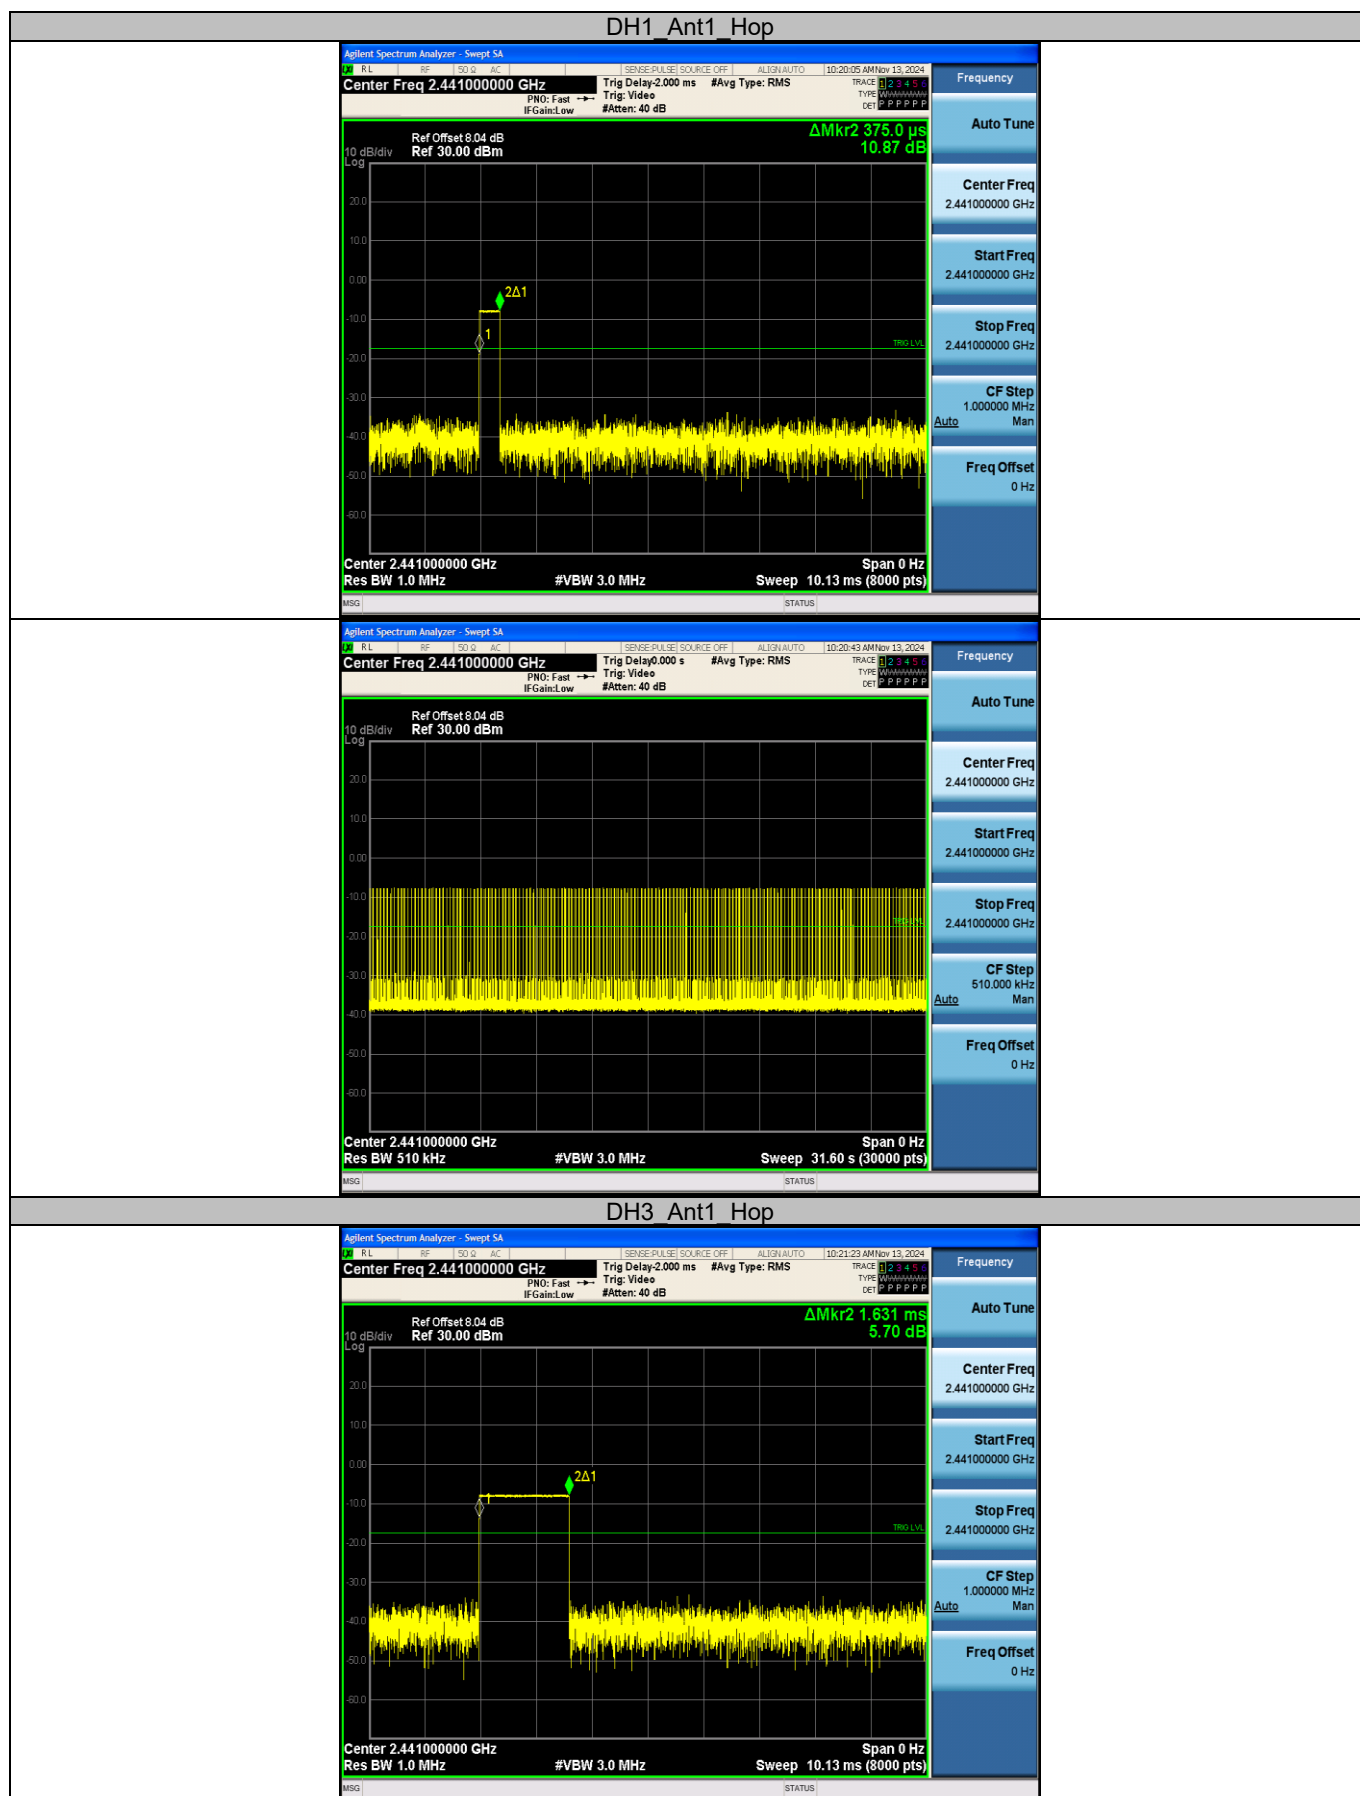 DH1_Ant1_Hop
Agilent Spectrum Analyzer - Swept SA
RL RF 50 Ω AC SENSE:PULSE SOURCE OFF ALIGN AUTO 10:20:05 AM Nov 13, 2024
Center Freq 2.441000000 GHz
PNO: Fast
IFGain:Low
Trig Delay-2.000 ms
Trig: Video
#Atten: 40 dB
#Avg Type: RMS
TRACE 1 2 3 4 5 6
TYPE
DET P P P P P P
Frequency
ΔMkr2 375.0 µs
10.87 dB
Ref Offset 8.04 dB
10 dB/div Ref 30.00 dBm
Log
20.0
10.0
0.00
-10.0
-20.0
-30.0
-40.0
-50.0
-60.0
2Δ1
1
TRIG LVL
Center 2.441000000 GHz Span 0 Hz
Res BW 1.0 MHz #VBW 3.0 MHz Sweep 10.13 ms (8000 pts)
MSG STATUS
Auto Tune
Center Freq
2.441000000 GHz
Start Freq
2.441000000 GHz
Stop Freq
2.441000000 GHz
CF Step
1.000000 MHz
Auto Man
Freq Offset
0 Hz
Agilent Spectrum Analyzer - Swept SA
RL RF 50 Ω AC SENSE:PULSE SOURCE OFF ALIGN AUTO 10:20:43 AM Nov 13, 2024
Center Freq 2.441000000 GHz
PNO: Fast
IFGain:Low
Trig Delay0.000 s
Trig: Video
#Atten: 40 dB
#Avg Type: RMS
TRACE 1 2 3 4 5 6
TYPE
DET P P P P P P
Frequency
Ref Offset 8.04 dB
10 dB/div Ref 30.00 dBm
Log
20.0
10.0
0.00
-10.0
-20.0
-30.0
-40.0
-50.0
-60.0
TRIG LVL
Center 2.441000000 GHz Span 0 Hz
Res BW 510 kHz #VBW 3.0 MHz Sweep 31.60 s (30000 pts)
MSG STATUS
Auto Tune
Center Freq
2.441000000 GHz
Start Freq
2.441000000 GHz
Stop Freq
2.441000000 GHz
CF Step
510.000 kHz
Auto Man
Freq Offset
0 Hz
DH3_Ant1_Hop
Agilent Spectrum Analyzer - Swept SA
RL RF 50 Ω AC SENSE:PULSE SOURCE OFF ALIGN AUTO 10:21:23 AM Nov 13, 2024
Center Freq 2.441000000 GHz
PNO: Fast
IFGain:Low
Trig Delay-2.000 ms
Trig: Video
#Atten: 40 dB
#Avg Type: RMS
TRACE 1 2 3 4 5 6
TYPE
DET P P P P P P
Frequency
ΔMkr2 1.631 ms
5.70 dB
Ref Offset 8.04 dB
10 dB/div Ref 30.00 dBm
Log
20.0
10.0
0.00
-10.0
-20.0
-30.0
-40.0
-50.0
-60.0
2Δ1
1
TRIG LVL
Center 2.441000000 GHz Span 0 Hz
Res BW 1.0 MHz #VBW 3.0 MHz Sweep 10.13 ms (8000 pts)
MSG STATUS
Auto Tune
Center Freq
2.441000000 GHz
Start Freq
2.441000000 GHz
Stop Freq
2.441000000 GHz
CF Step
1.000000 MHz
Auto Man
Freq Offset
0 Hz